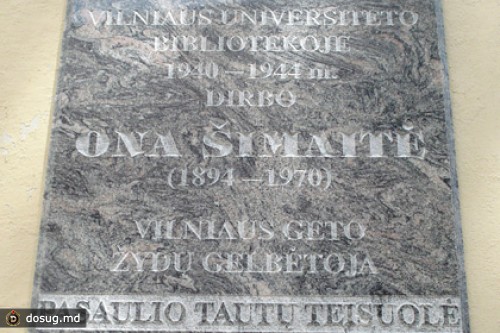 VILNIAUS UNIVERSITETO
BIBLIOTEKOJE
1940 – 1944 m.
DIRBO
ONA ŠIMAITĖ
(1894 – 1970)
VILNIAUS GETO
ŽYDŲ GELBĖTOJA
PASAULIO TAUTŲ TEISUOLĖ
dosug.md